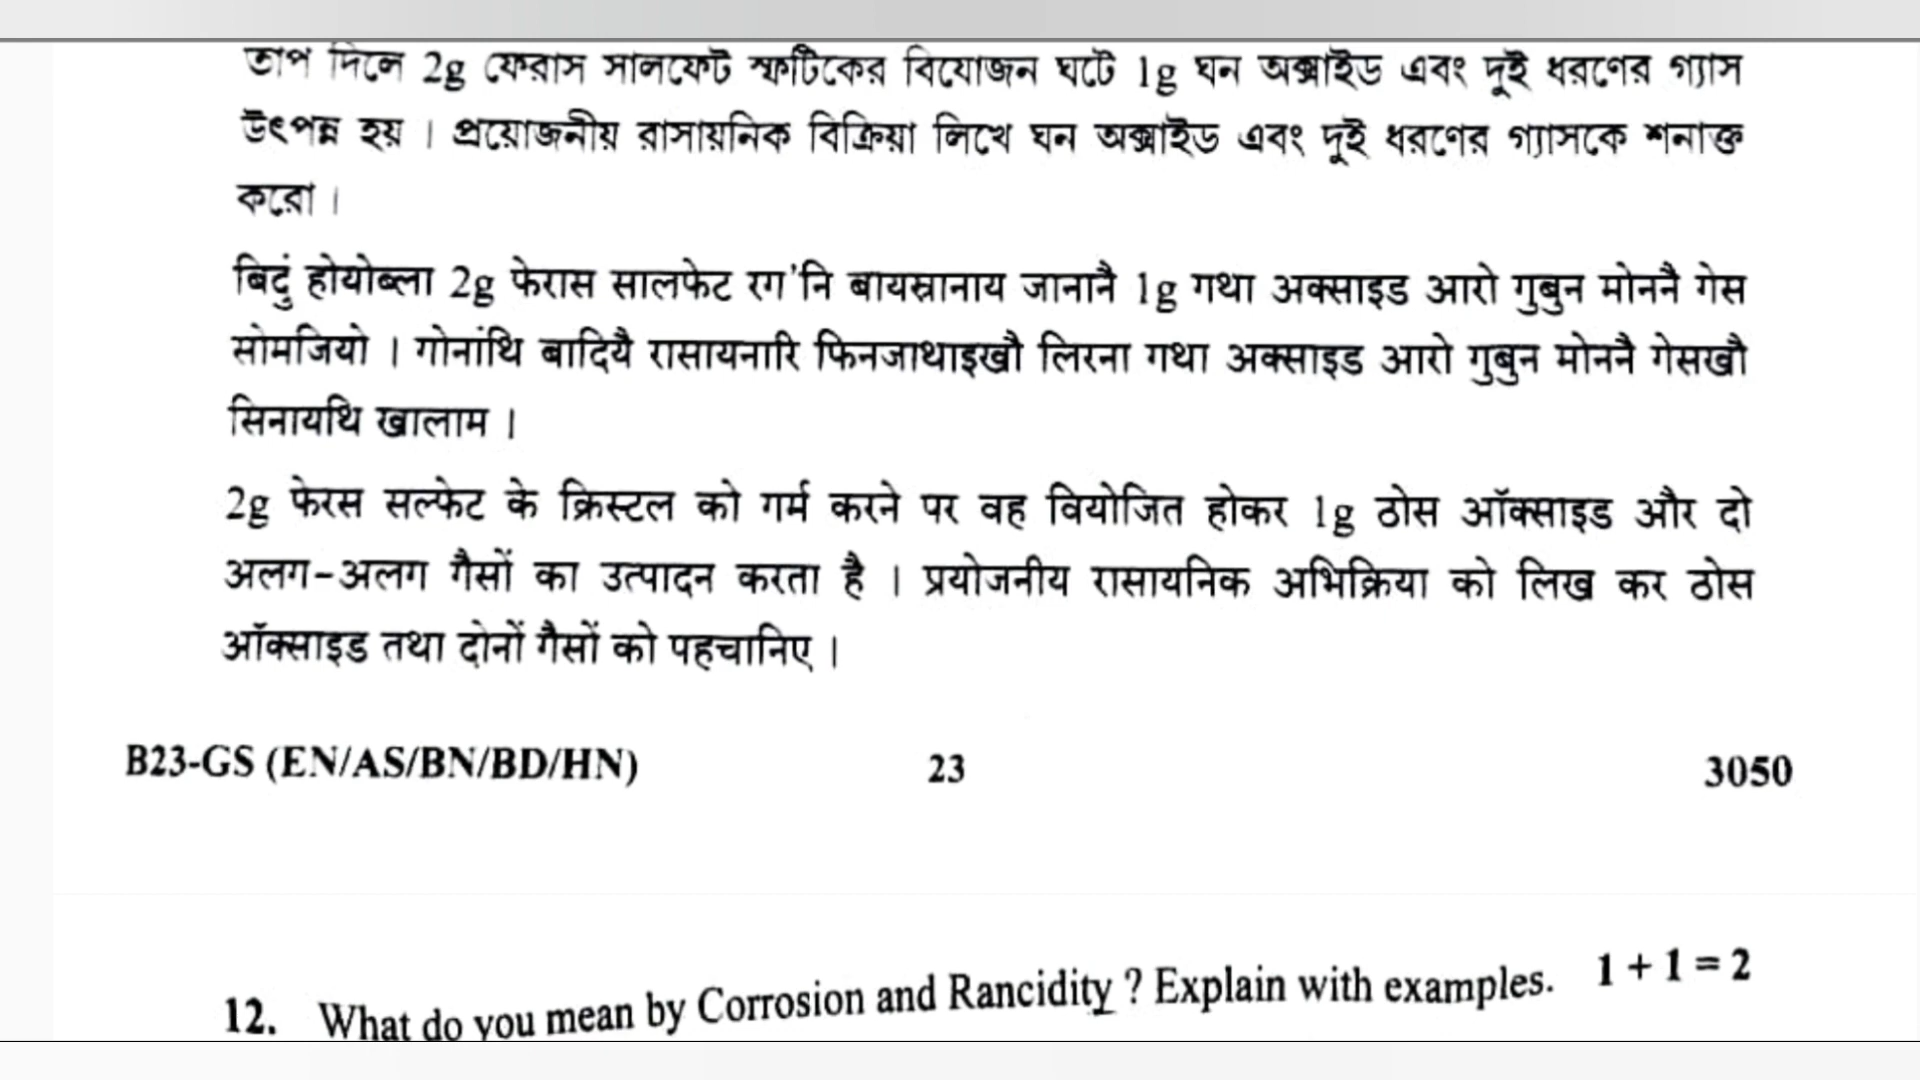 তাপ দিলে 2g ফেরাস সালফেট স্ফটিকের বিযোজন ঘটে 1g ঘন অক্সাইড এবং দুই ধরণের গ্যাস
উৎপন্ন হয় । প্রয়োজনীয় রাসায়নিক বিক্রিয়া লিখে ঘন অক্সাইড এবং দুই ধরণের গ্যাসকে শনাক্ত
করো ।
बिदुं होयोब्ला 2g फेरास सालफेट रग'नि बायस्रानाय जानानै 1g गथा अक्साइड आरो गुबुन मोननै गेस
सोमजियो । गोनांथि बादियै रासायनारि फिनजाथाइखौ लिरना गथा अक्साइड आरो गुबुन मोननै गेसखौ
सिनायथि खालाम ।
2g फेरस सल्फेट के क्रिस्टल को गर्म करने पर वह वियोजित होकर 1g ठोस ऑक्साइड और दो
अलग-अलग गैसों का उत्पादन करता है । प्रयोजनीय रासायनिक अभिक्रिया को लिख कर ठोस
ऑक्साइड तथा दोनों गैसों को पहचानिए ।
B23-GS (EN/AS/BN/BD/HN) 23 3050
12. What do you mean by Corrosion and Rancidity ? Explain with examples. 1 + 1 = 2